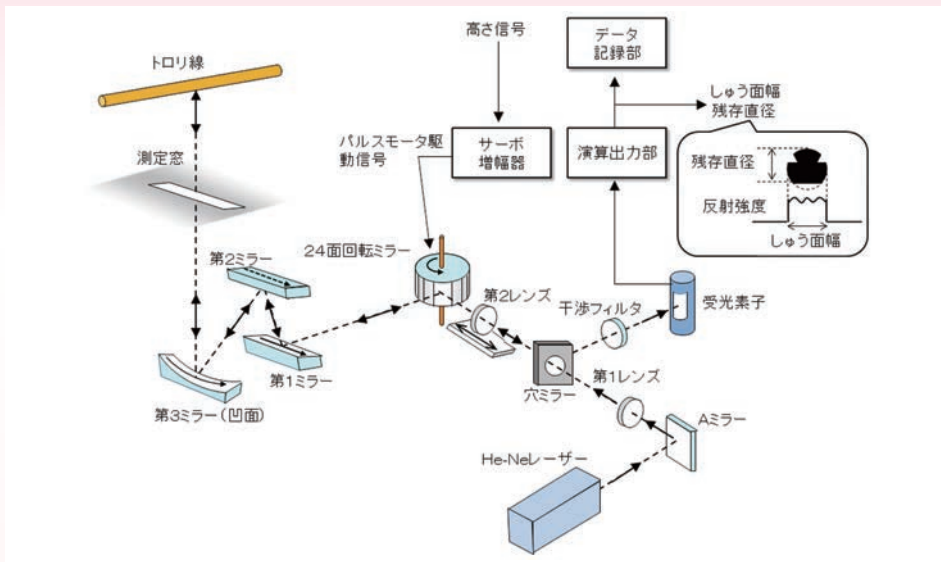 トロリ線
測定窓
第2ミラー
第1ミラー
第3ミラー(凹面)
高さ信号
パルスモータ駆
動信号
サーボ
増幅器
24面回転ミラー
第2レンズ
データ
記録部
演算出力部
しゅう面幅
残存直径
残存直径
反射強度
しゅう面幅
干渉フィルタ
受光素子
穴ミラー
第1レンズ
Aミラー
He-Neレーザー